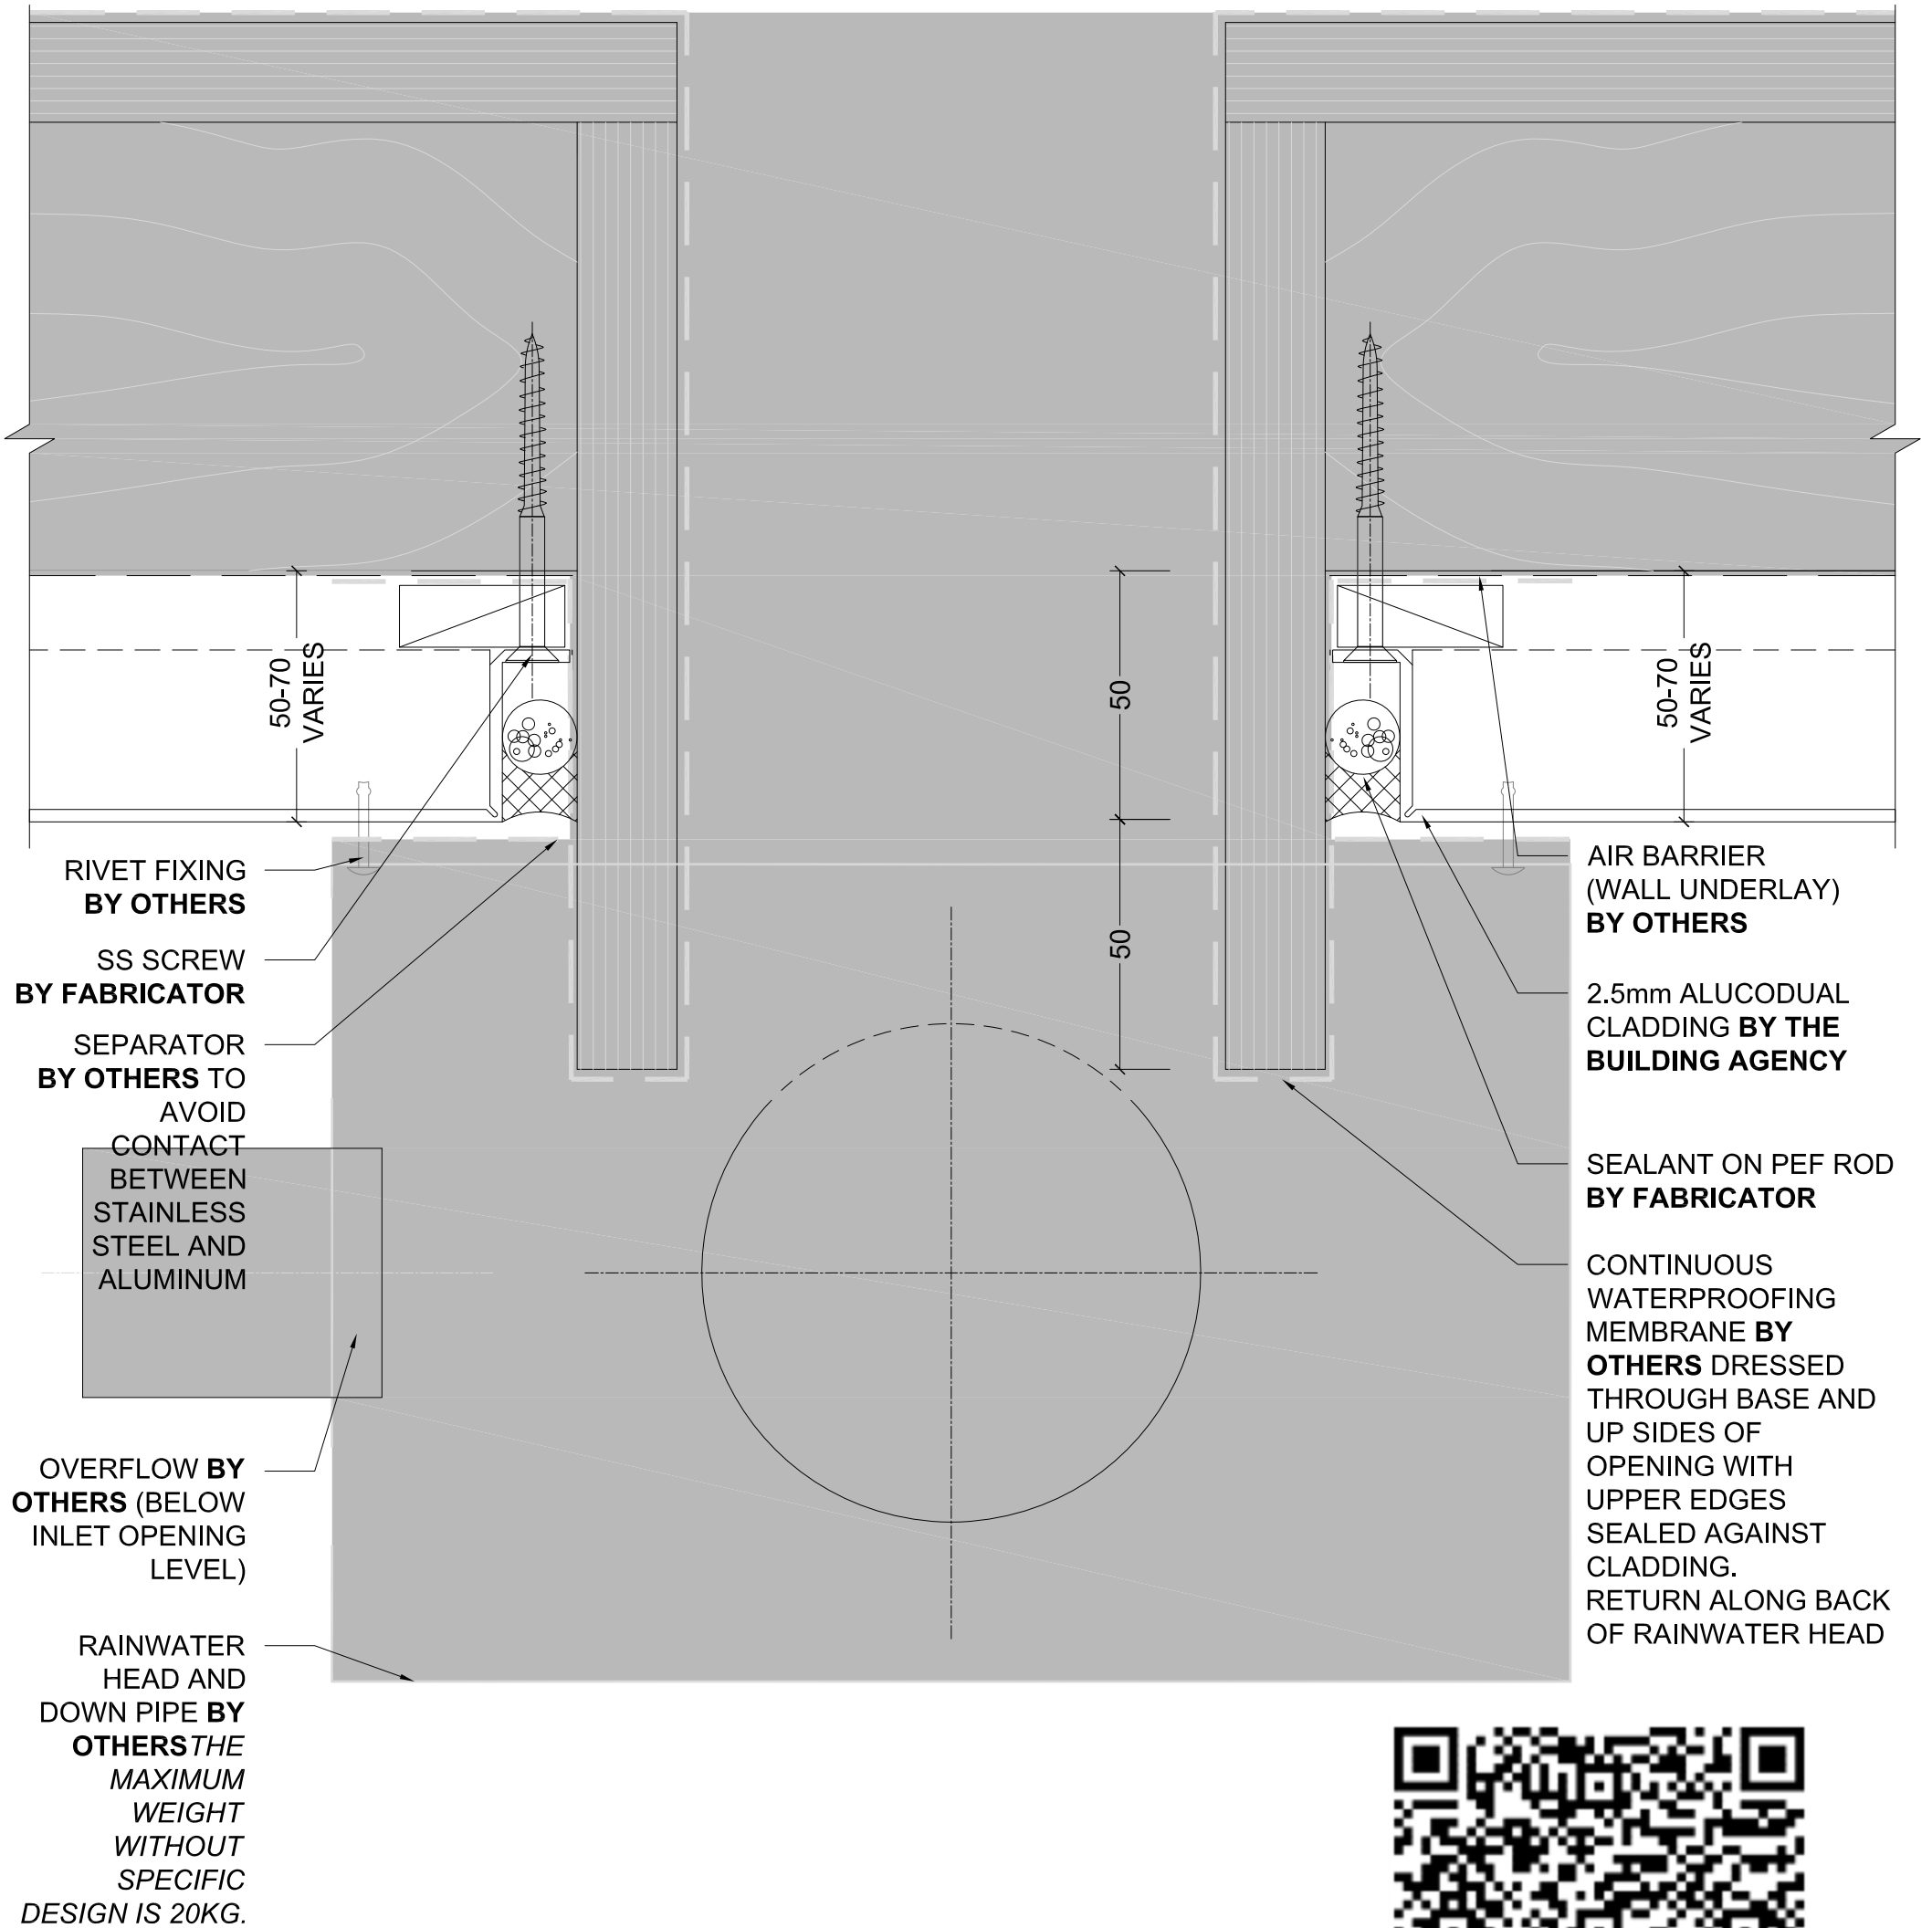 50-70
VARIES
50
50
50-70
VARIES
RIVET FIXING
BY OTHERS
SS SCREW
BY FABRICATOR
SEPARATOR
BY OTHERS TO
AVOID
CONTACT
BETWEEN
STAINLESS
STEEL AND
ALUMINUM
OVERFLOW BY
OTHERS (BELOW
INLET OPENING
LEVEL)
RAINWATER
HEAD AND
DOWN PIPE BY
OTHERS THE
MAXIMUM
WEIGHT
WITHOUT
SPECIFIC
DESIGN IS 20KG.
AIR BARRIER
(WALL UNDERLAY)
BY OTHERS
2.5mm ALUCODUAL
CLADDING BY THE
BUILDING AGENCY
SEALANT ON PEF ROD
BY FABRICATOR
CONTINUOUS
WATERPROOFING
MEMBRANE BY
OTHERS DRESSED
THROUGH BASE AND
UP SIDES OF
OPENING WITH
UPPER EDGES
SEALED AGAINST
CLADDING.
RETURN ALONG BACK
OF RAINWATER HEAD